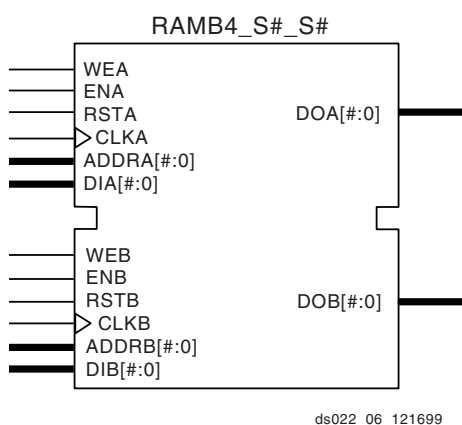 RAMB4_S#_S#
WEA
ENA
RSTA
CLKA
ADDRA[#:0]
DIA[#:0]
DOA[#:0]
WEB
ENB
RSTB
CLKB
ADDRB[#:0]
DIB[#:0]
DOB[#:0]
ds022_06_121699